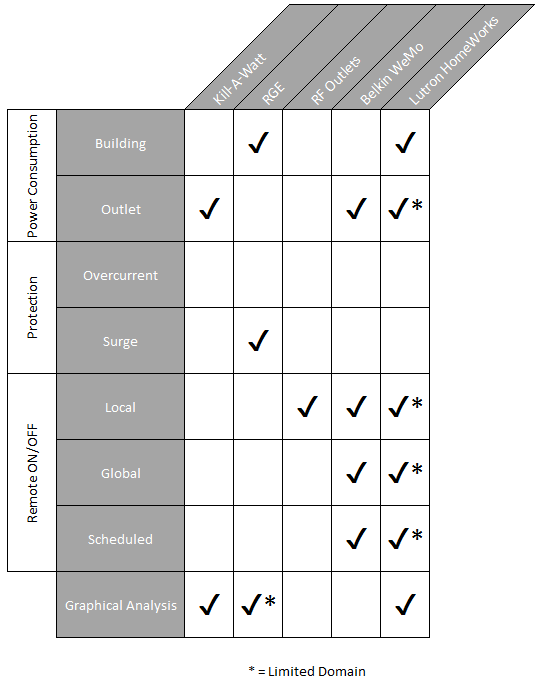 Kill-A-Watt
RGE
RF Outlets
Belkin WeMo
Lutron HomeWorks
Power Consumption
Building
✓ ✓
Outlet
✓ ✓ ✓*
Protection
Overcurrent
Surge
✓
Remote ON/OFF
Local
✓ ✓ ✓*
Global
✓ ✓*
Scheduled
✓ ✓*
Graphical Analysis
✓ ✓* ✓
* = Limited Domain